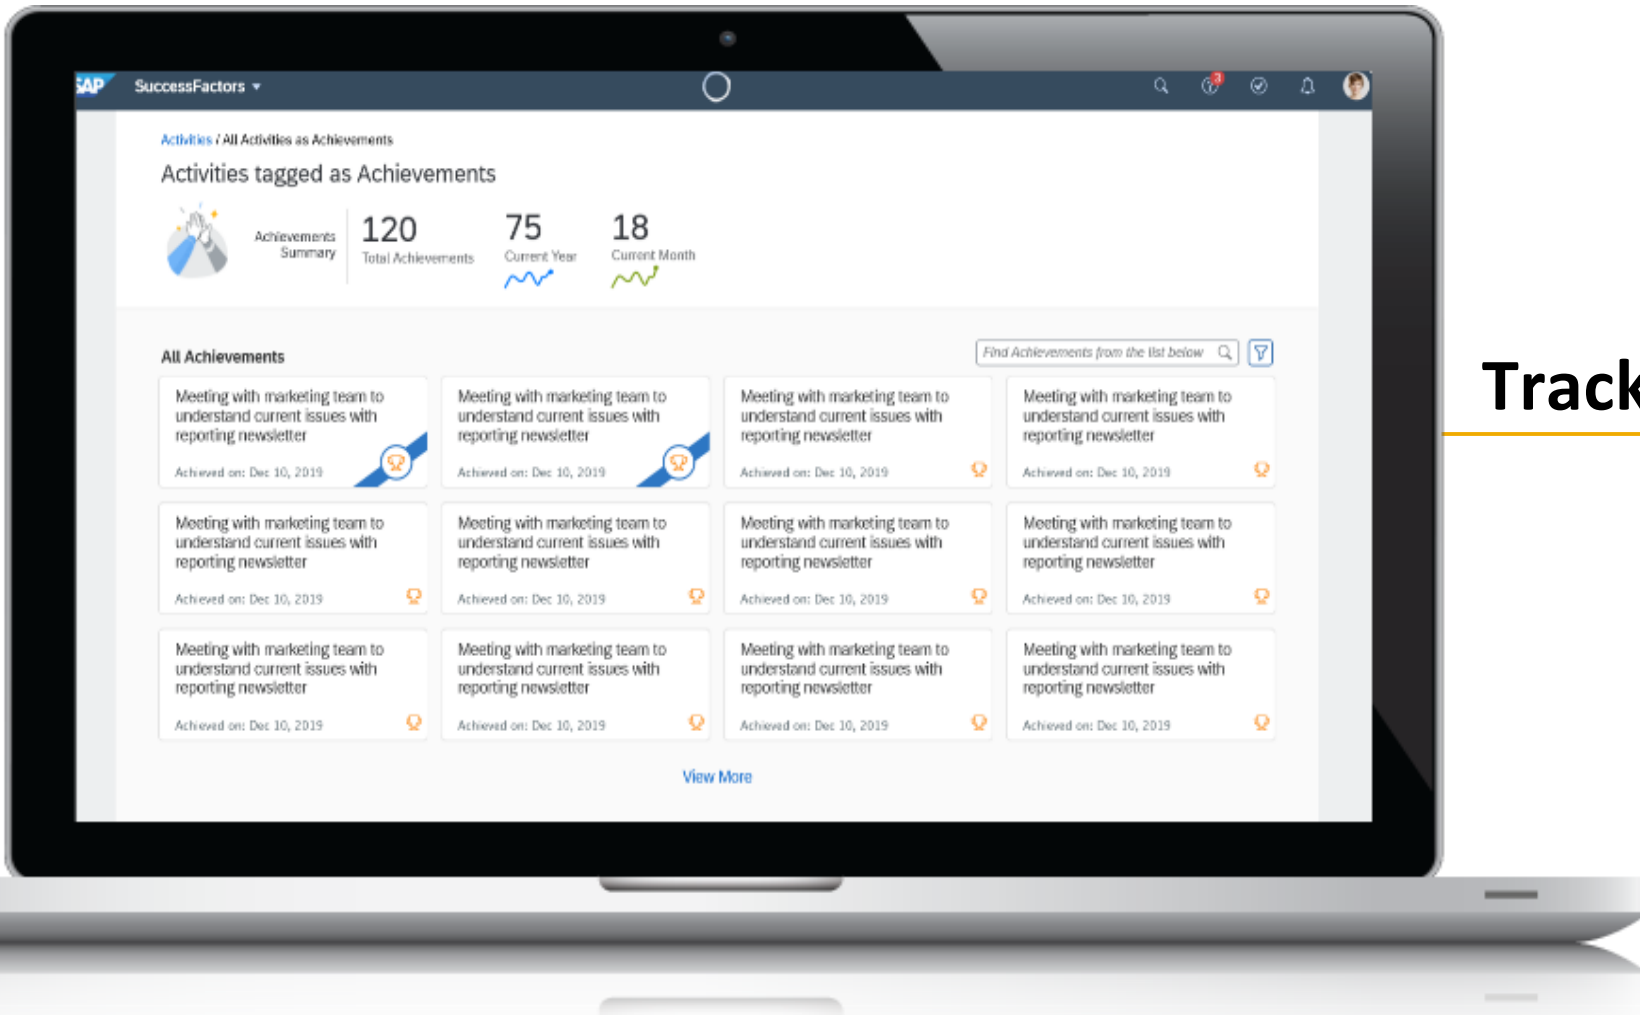 SAP SuccessFactors
3
Activities / All Activities as Achievements
Activities tagged as Achievements
Achievements
Summary
120
Total Achievements
75
Current Year
18
Current Month
All Achievements
Find Achievements from the list below
Meeting with marketing team to
understand current issues with
reporting newsletter
Achieved on: Dec 10, 2019
Meeting with marketing team to
understand current issues with
reporting newsletter
Achieved on: Dec 10, 2019
Meeting with marketing team to
understand current issues with
reporting newsletter
Achieved on: Dec 10, 2019
Meeting with marketing team to
understand current issues with
reporting newsletter
Achieved on: Dec 10, 2019
Meeting with marketing team to
understand current issues with
reporting newsletter
Achieved on: Dec 10, 2019
Meeting with marketing team to
understand current issues with
reporting newsletter
Achieved on: Dec 10, 2019
Meeting with marketing team to
understand current issues with
reporting newsletter
Achieved on: Dec 10, 2019
Meeting with marketing team to
understand current issues with
reporting newsletter
Achieved on: Dec 10, 2019
Meeting with marketing team to
understand current issues with
reporting newsletter
Achieved on: Dec 10, 2019
Meeting with marketing team to
understand current issues with
reporting newsletter
Achieved on: Dec 10, 2019
Meeting with marketing team to
understand current issues with
reporting newsletter
Achieved on: Dec 10, 2019
Meeting with marketing team to
understand current issues with
reporting newsletter
Achieved on: Dec 10, 2019
View More
Track